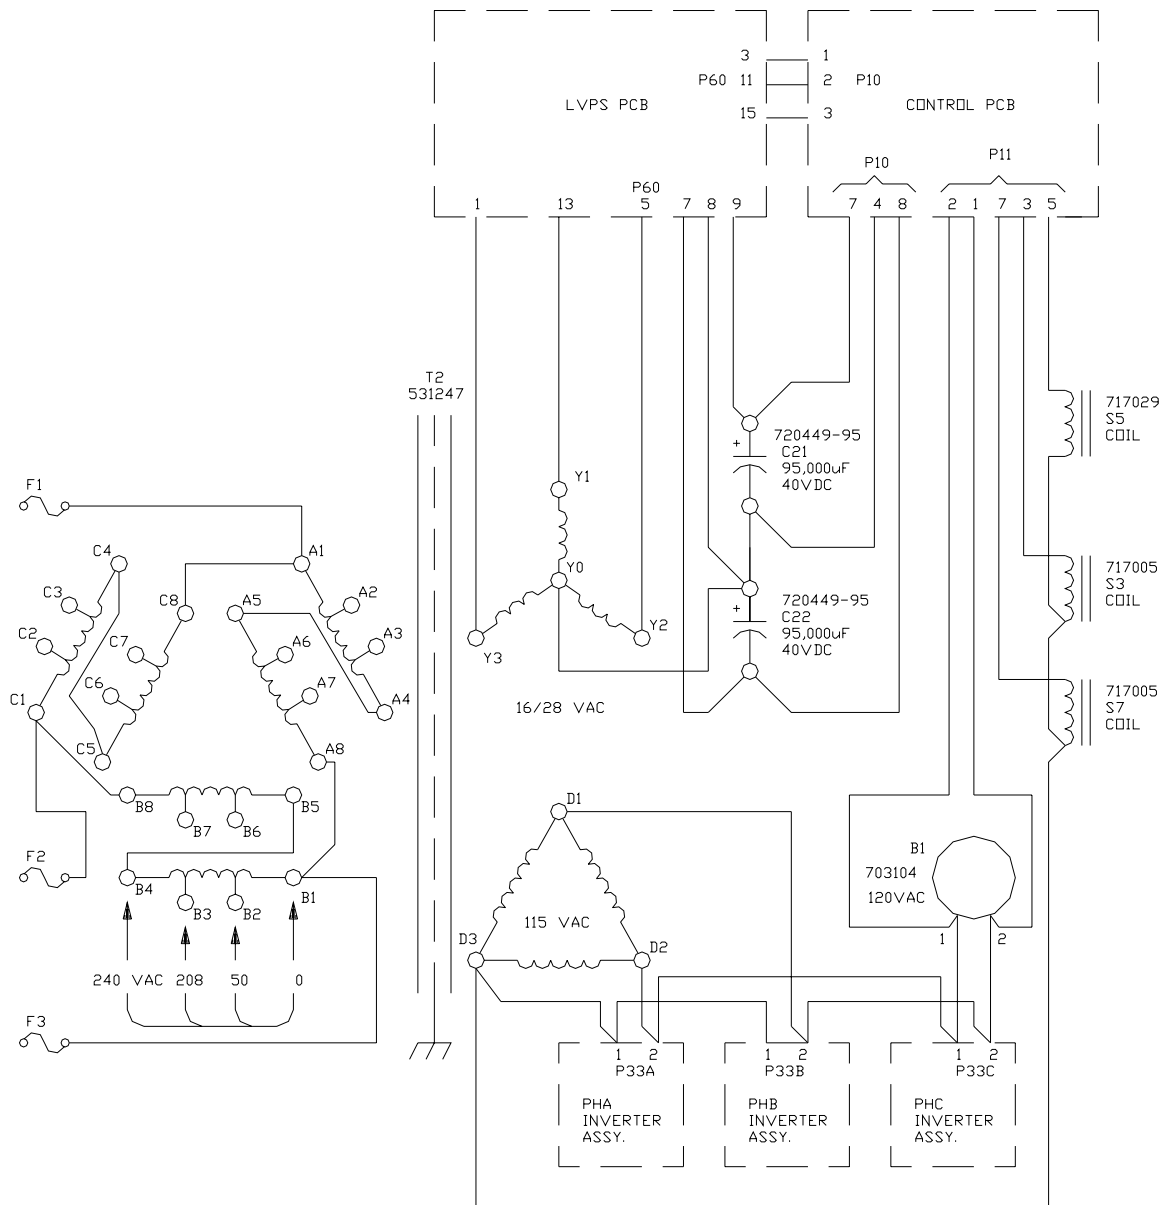 3
1
P60
11
2
P10
LVPS PCB
CONTROL PCB
15
3
P10
P11
P60
1
13
5
7
8
9
7
4
8
2
1
7
3
5
T2
531247
717029
S5
COIL
720449-95
C21
95,000uF
40VDC
+
Y1
F1
C4
A1
Y0
717005
S3
COIL
C3
C8
A5
A2
720449-95
C22
95,000uF
40VDC
+
C2
C7
A6
A3
Y3
Y2
C6
A7
C1
A4
16/28 VAC
717005
S7
COIL
C5
A8
B8
B5
D1
B7
B6
F2
B4
B1
B3
B2
115 VAC
B1
703104
120VAC
D3
D2
1
2
240 VAC
208
50
0
F3
1
2
P33A
1
2
P33B
1
2
P33C
PHA
INVERTER
ASSY.
PHB
INVERTER
ASSY.
PHC
INVERTER
ASSY.